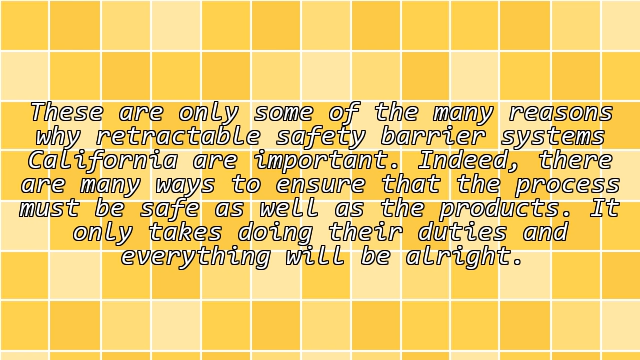 These are only some of the many reasons
why retractable safety barrier systems
California are important. Indeed, there
are many ways to ensure that the process
must be safe as well as the products. It
only takes doing their duties and
everything will be alright.